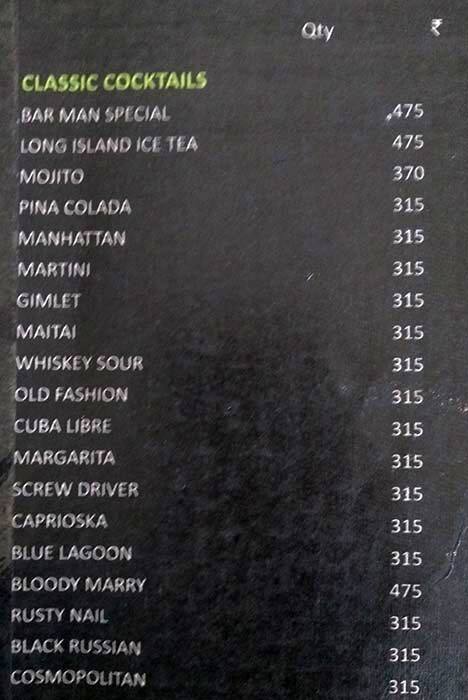 Qty ₹
CLASSIC COCKTAILS
BAR MAN SPECIAL 475
LONG ISLAND ICE TEA 475
MOJITO 370
PINA COLADA 315
MANHATTAN 315
MARTINI 315
GIMLET 315
MAITAI 315
WHISKEY SOUR 315
OLD FASHION 315
CUBA LIBRE 315
MARGARITA 315
SCREW DRIVER 315
CAPRIOSKA 315
BLUE LAGOON 315
BLOODY MARRY 475
RUSTY NAIL 315
BLACK RUSSIAN 315
COSMOPOLITAN 315